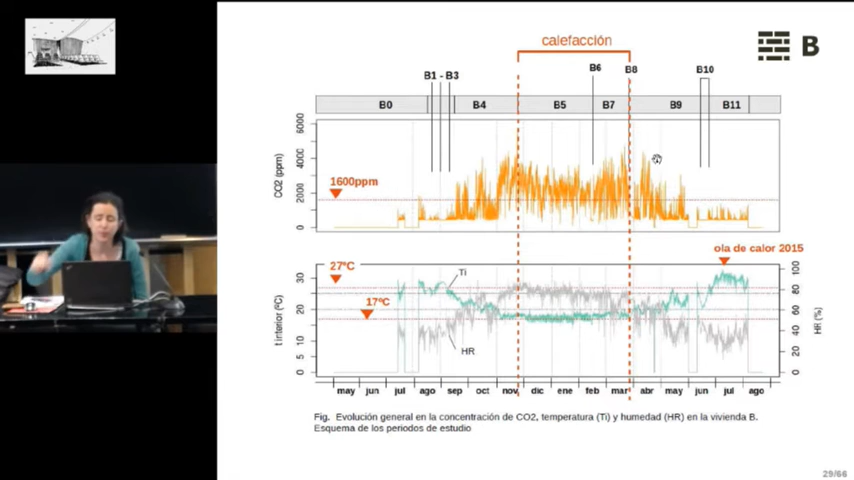 calefacción
B
B1 - B3
B6
B8
B10
B0
B4
B5
B7
B9
B11
CO2 (ppm)
6000
4000
2000
0
1600ppm
ola de calor 2015
27ºC
17ºC
Ti
HR
t interior (ºC)
30
20
10
5
0
100
80
60
40
20
0
HR (%)
may jun jul ago sep oct nov dic ene feb mar abr may jun jul ago
Fig. Evolución general en la concentración de CO2, temperatura (Ti) y humedad (HR) en la vivienda B.
Esquema de los periodos de estudio
29/66